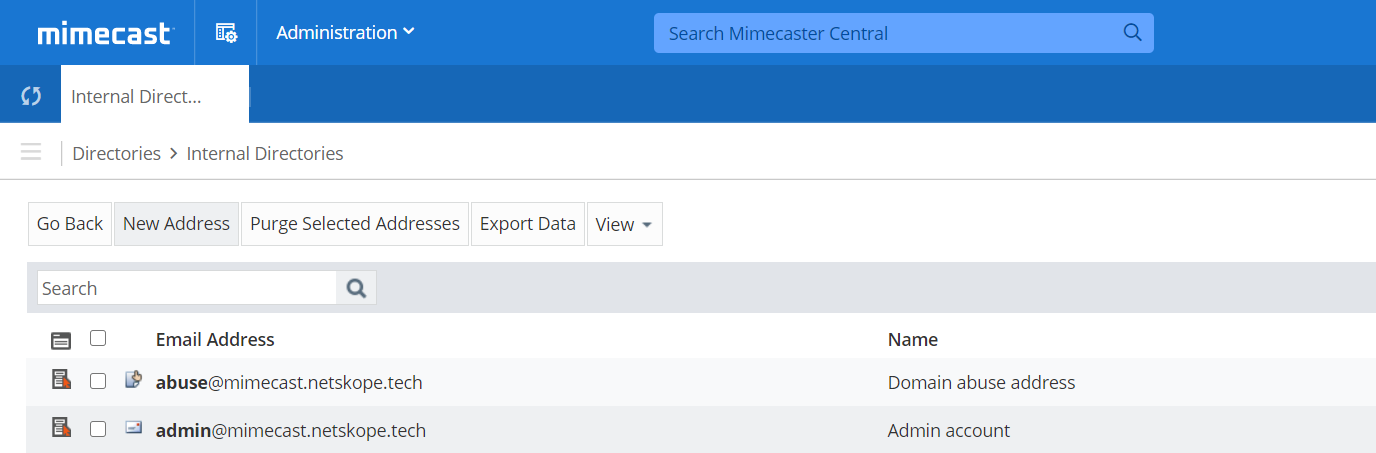 mimecast Administration Search Mimecaster Central
Internal Direct...
Directories > Internal Directories
Go Back New Address Purge Selected Addresses Export Data View
Search
Email Address Name
abuse@mimecast.netskope.tech Domain abuse address
admin@mimecast.netskope.tech Admin account